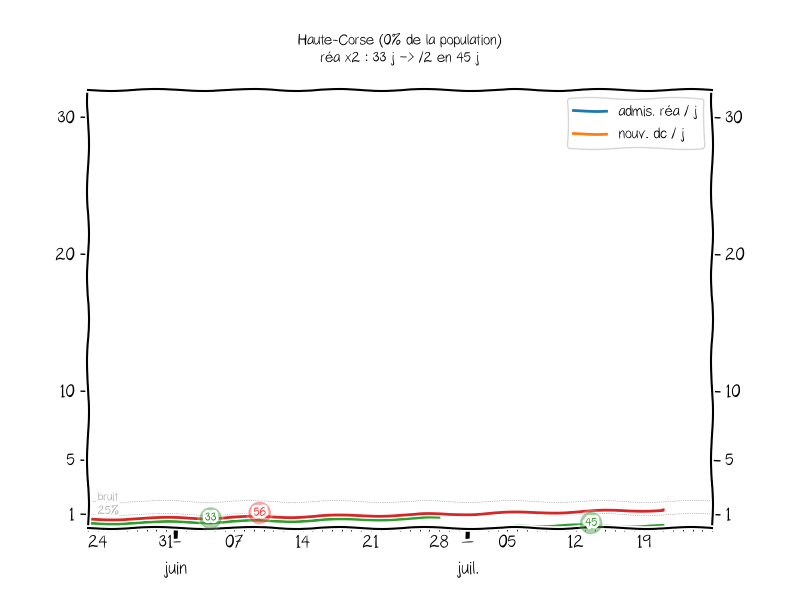 Haute-Corse (0% de la population)
réa x2 : 33 j -> /2 en 45 j
admis. réa / j
nouv. dc / j
30
30
20
20
10
10
5
5
bruit
25%
1
1
33
56
45
24 31 07 14 21 28 05 12 19
juin juil.